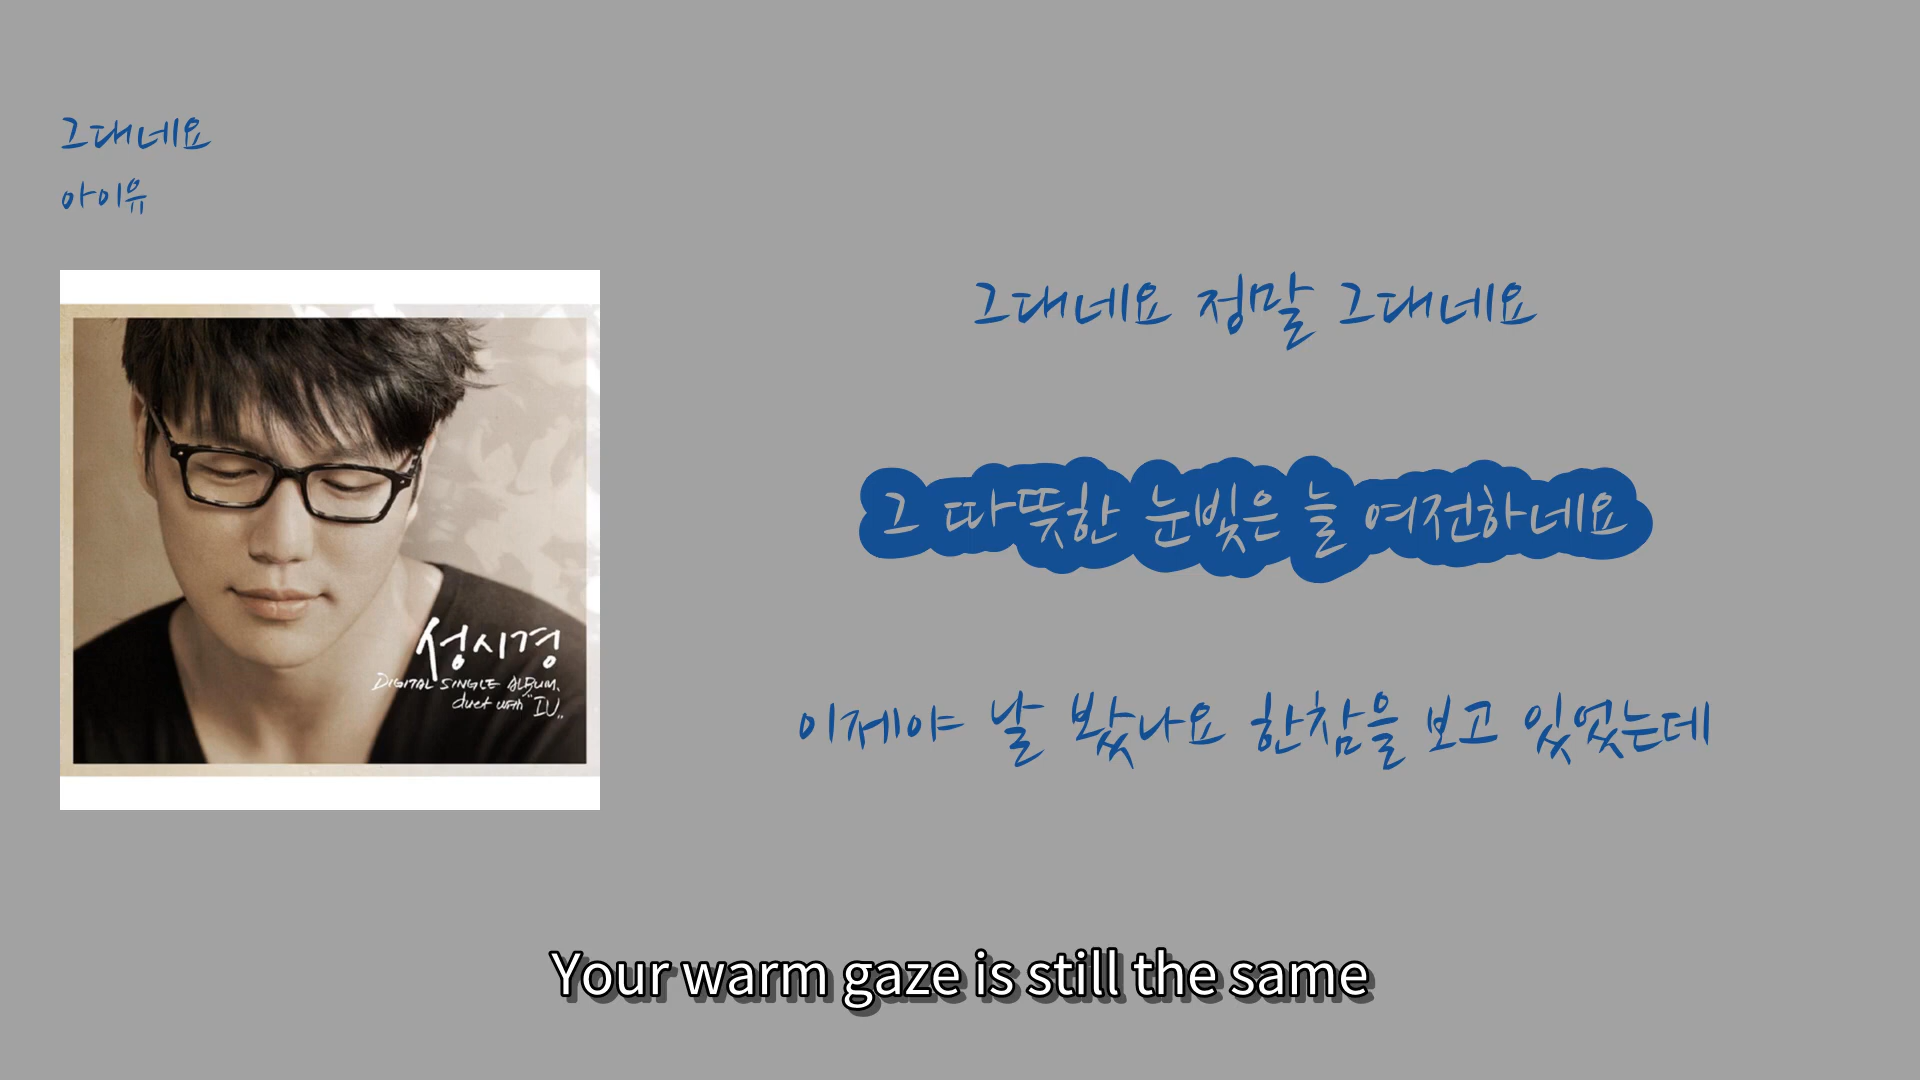 그대네요
아이유
성시경
DIGITAL SINGLE ALBUM.
duet with "IU„
그대네요 정말 그대네요
그 따뜻한 눈빛은 늘 여전하네요
이제야 날 봤나요 한참을 보고 있었는데
Your warm gaze is still the same